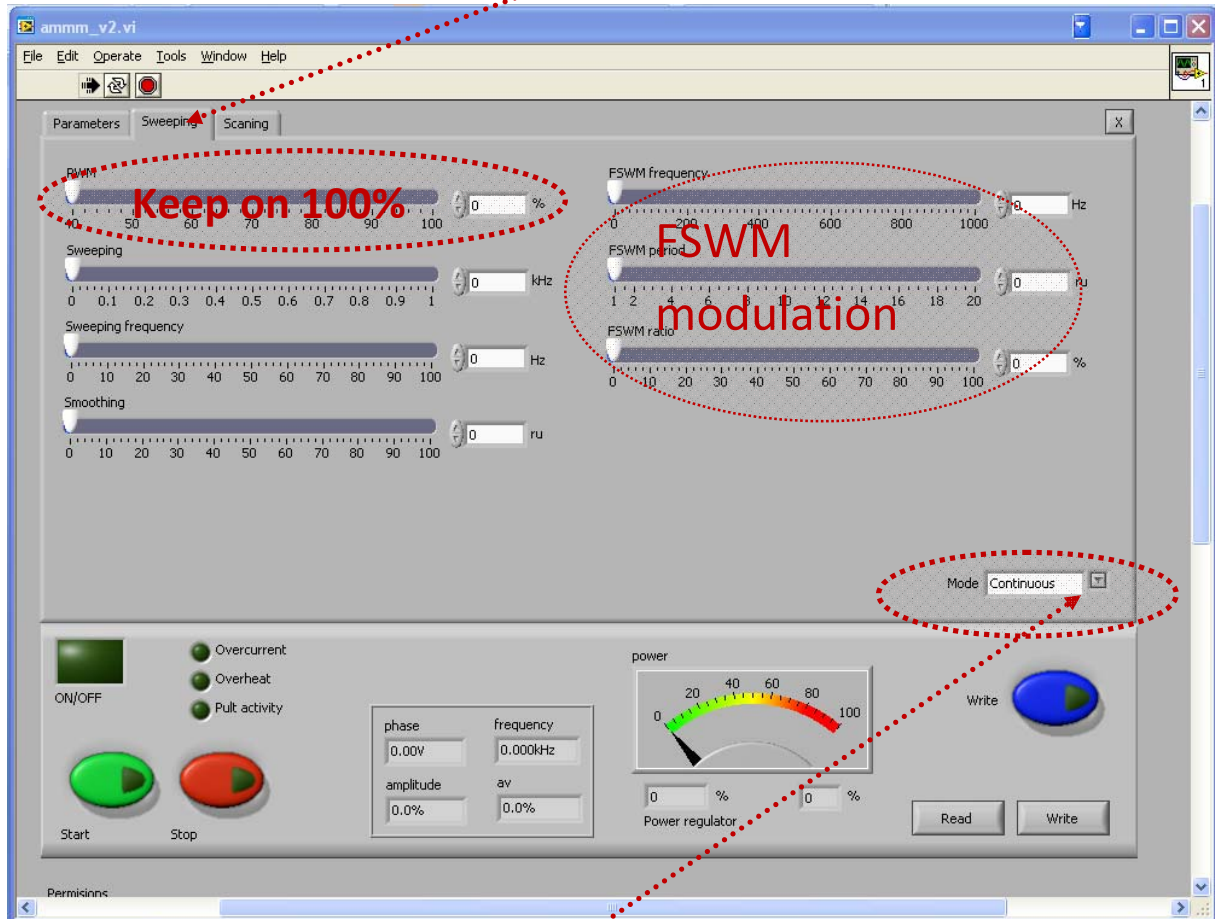 ammm_v2.vi
File Edit Operate Tools Window Help
1
Parameters Sweeping Scaning X
PWM
Keep on 100%
0 %
40 50 60 70 80 90 100
Sweeping
0 kHz
0 0.1 0.2 0.3 0.4 0.5 0.6 0.7 0.8 0.9 1
Sweeping frequency
0 Hz
0 10 20 30 40 50 60 70 80 90 100
Smoothing
0 ru
0 10 20 30 40 50 60 70 80 90 100
FSWM frequency
0 Hz
0 200 400 600 800 1000
FSWM period
0 ru
1 2 4 6 8 10 12 14 16 18 20
FSWM ratio
0 %
0 10 20 30 40 50 60 70 80 90 100
FSWM
modulation
Mode Continuous
ON/OFF
Overcurrent
Overheat
Pult activity
Start Stop
phase frequency
0.00V 0.000kHz
amplitude av
0.0% 0.0%
power
0 20 40 60 80 100
0 % 0 %
Power regulator
Write
Read Write
Permisions